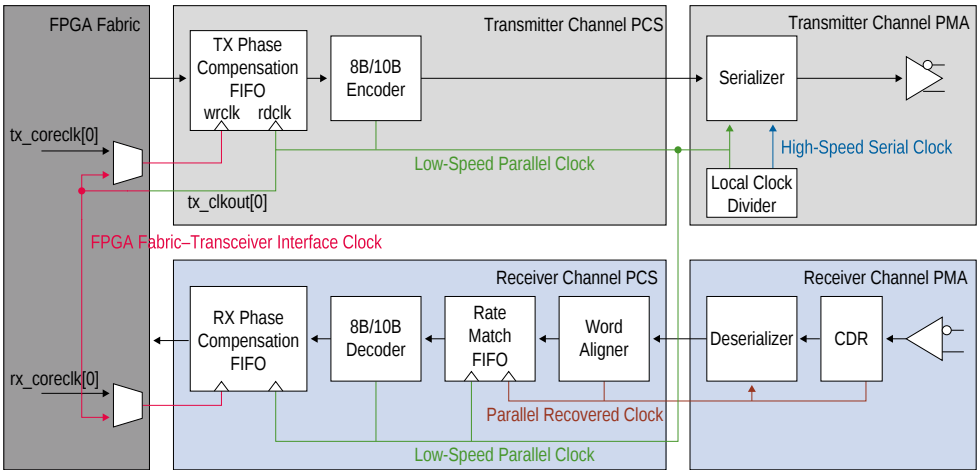 FPGA Fabric
Transmitter Channel PCS
Transmitter Channel PMA
TX Phase
Compensation
FIFO
wrclk
rdclk
8B/10B
Encoder
Serializer
tx_coreclk[0]
High-Speed Serial Clock
Low-Speed Parallel Clock
Local Clock
Divider
tx_clkout[0]
FPGA Fabric–Transceiver Interface Clock
Receiver Channel PCS
Receiver Channel PMA
RX Phase
Compensation
FIFO
8B/10B
Decoder
Rate
Match
FIFO
Word
Aligner
Deserializer
CDR
rx_coreclk[0]
Parallel Recovered Clock
Low-Speed Parallel Clock